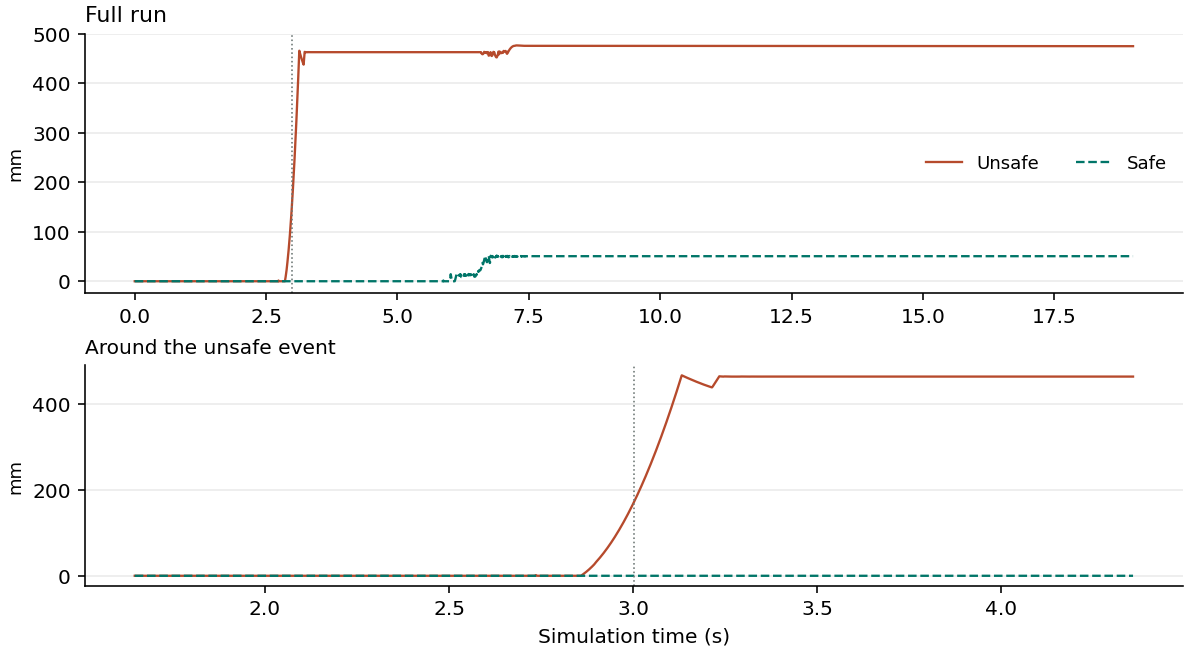 Full run
500
400
300
200
100
0
mm
Unsafe Safe
0.0 2.5 5.0 7.5 10.0 12.5 15.0 17.5
Around the unsafe event
400
200
0
mm
2.0 2.5 3.0 3.5 4.0
Simulation time (s)